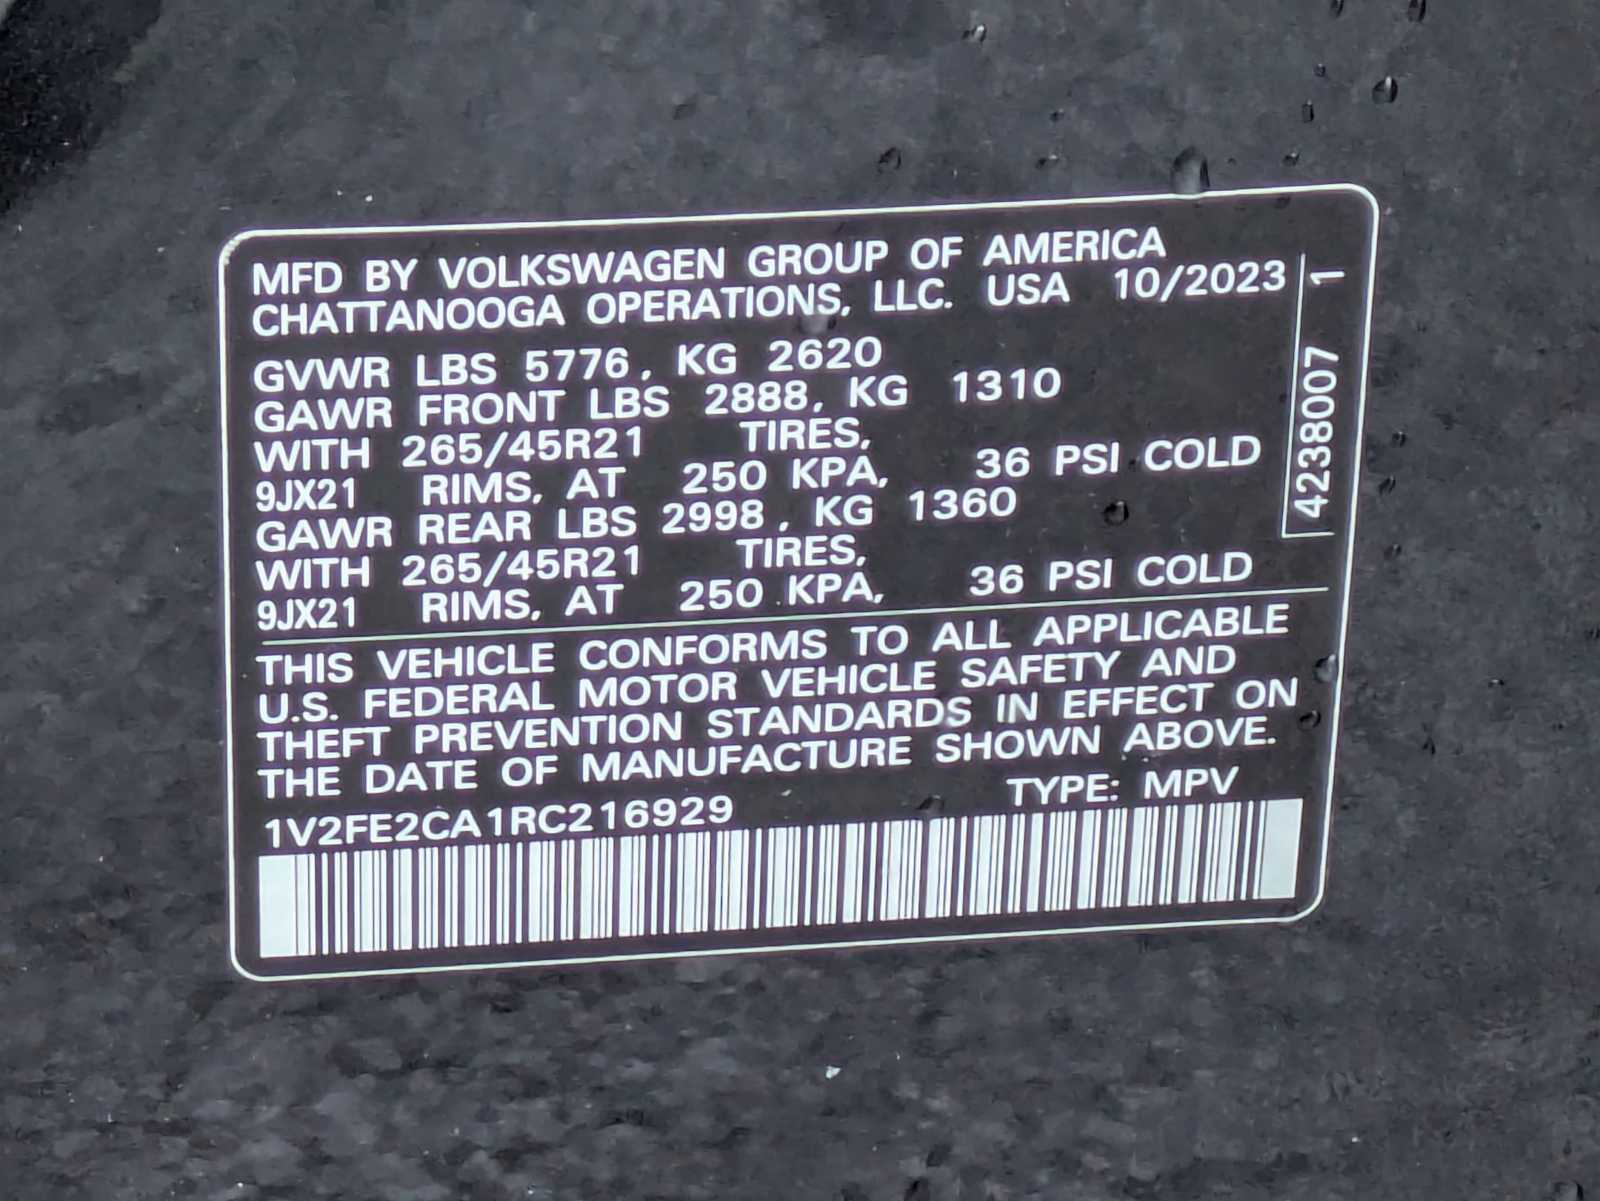 MFD BY VOLKSWAGEN GROUP OF AMERICA
CHATTANOOGA OPERATIONS, LLC. USA 10/2023
GVWR LBS 5776, KG 2620
GAWR FRONT LBS 2888, KG 1310
WITH 265/45R21 TIRES,
9JX21 RIMS, AT 250 KPA, 36 PSI COLD
GAWR REAR LBS 2998, KG 1360
WITH 265/45R21 TIRES,
9JX21 RIMS, AT 250 KPA, 36 PSI COLD
THIS VEHICLE CONFORMS TO ALL APPLICABLE
U.S. FEDERAL MOTOR VEHICLE SAFETY AND
THEFT PREVENTION STANDARDS IN EFFECT ON
THE DATE OF MANUFACTURE SHOWN ABOVE.
1V2FE2CA1RC216929 TYPE: MPV
4238007 1